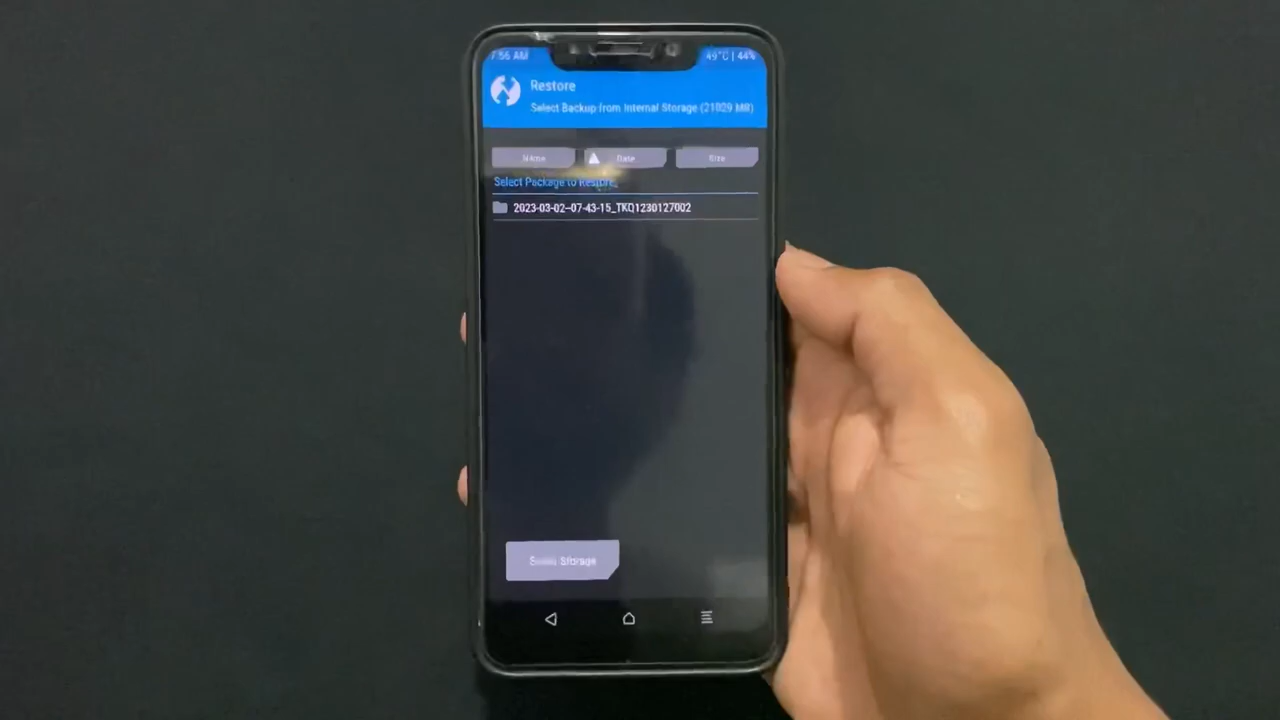 7:56 AM 49°C | 44%
Restore
Select Backup from Internal Storage (21029 MB)
Name Date Size
Select Package to Restore:
2023-03-02--07-43-15_TKQ1230127002
Select Storage